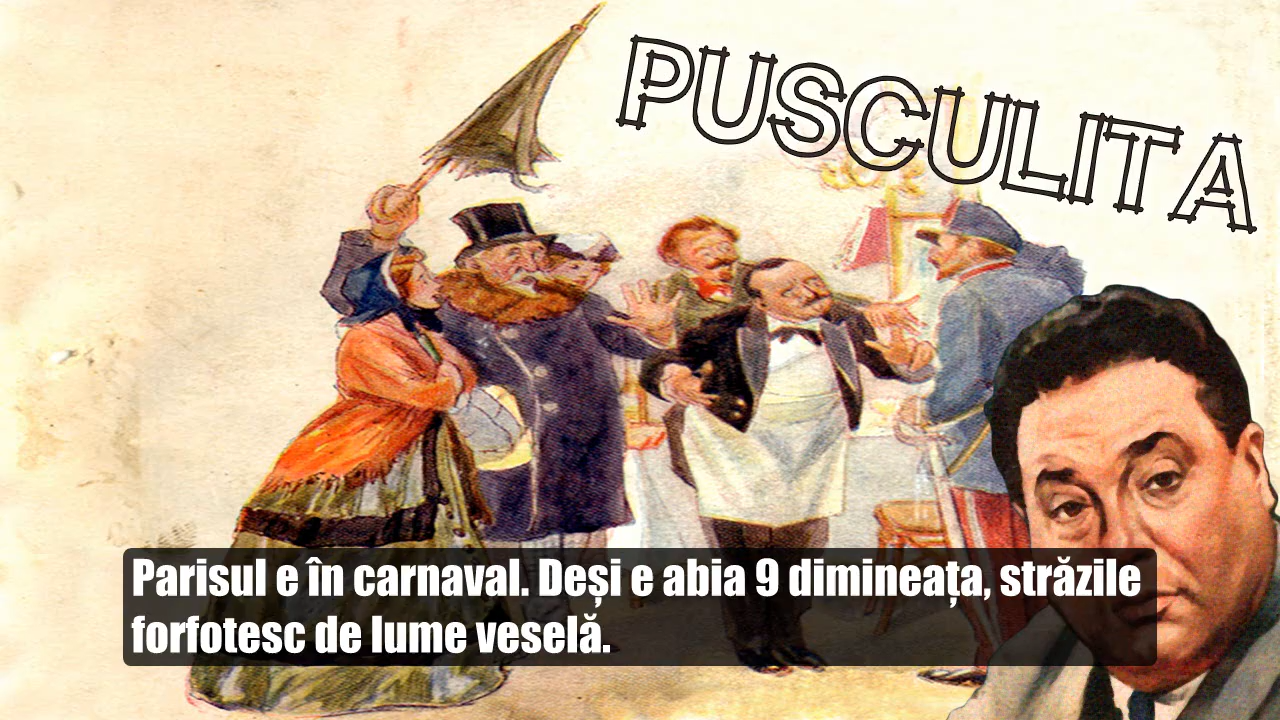 PUSCULITA
Parisul e în carnaval. Deși e abia 9 dimineața, străzile
forfotesc de lume veselă.